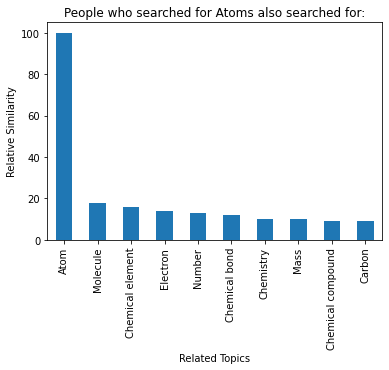 People who searched for Atoms also searched for:
Relative Similarity
100
80
60
40
20
0
Atom
Molecule
Chemical element
Electron
Number
Chemical bond
Chemistry
Mass
Chemical compound
Carbon
Related Topics